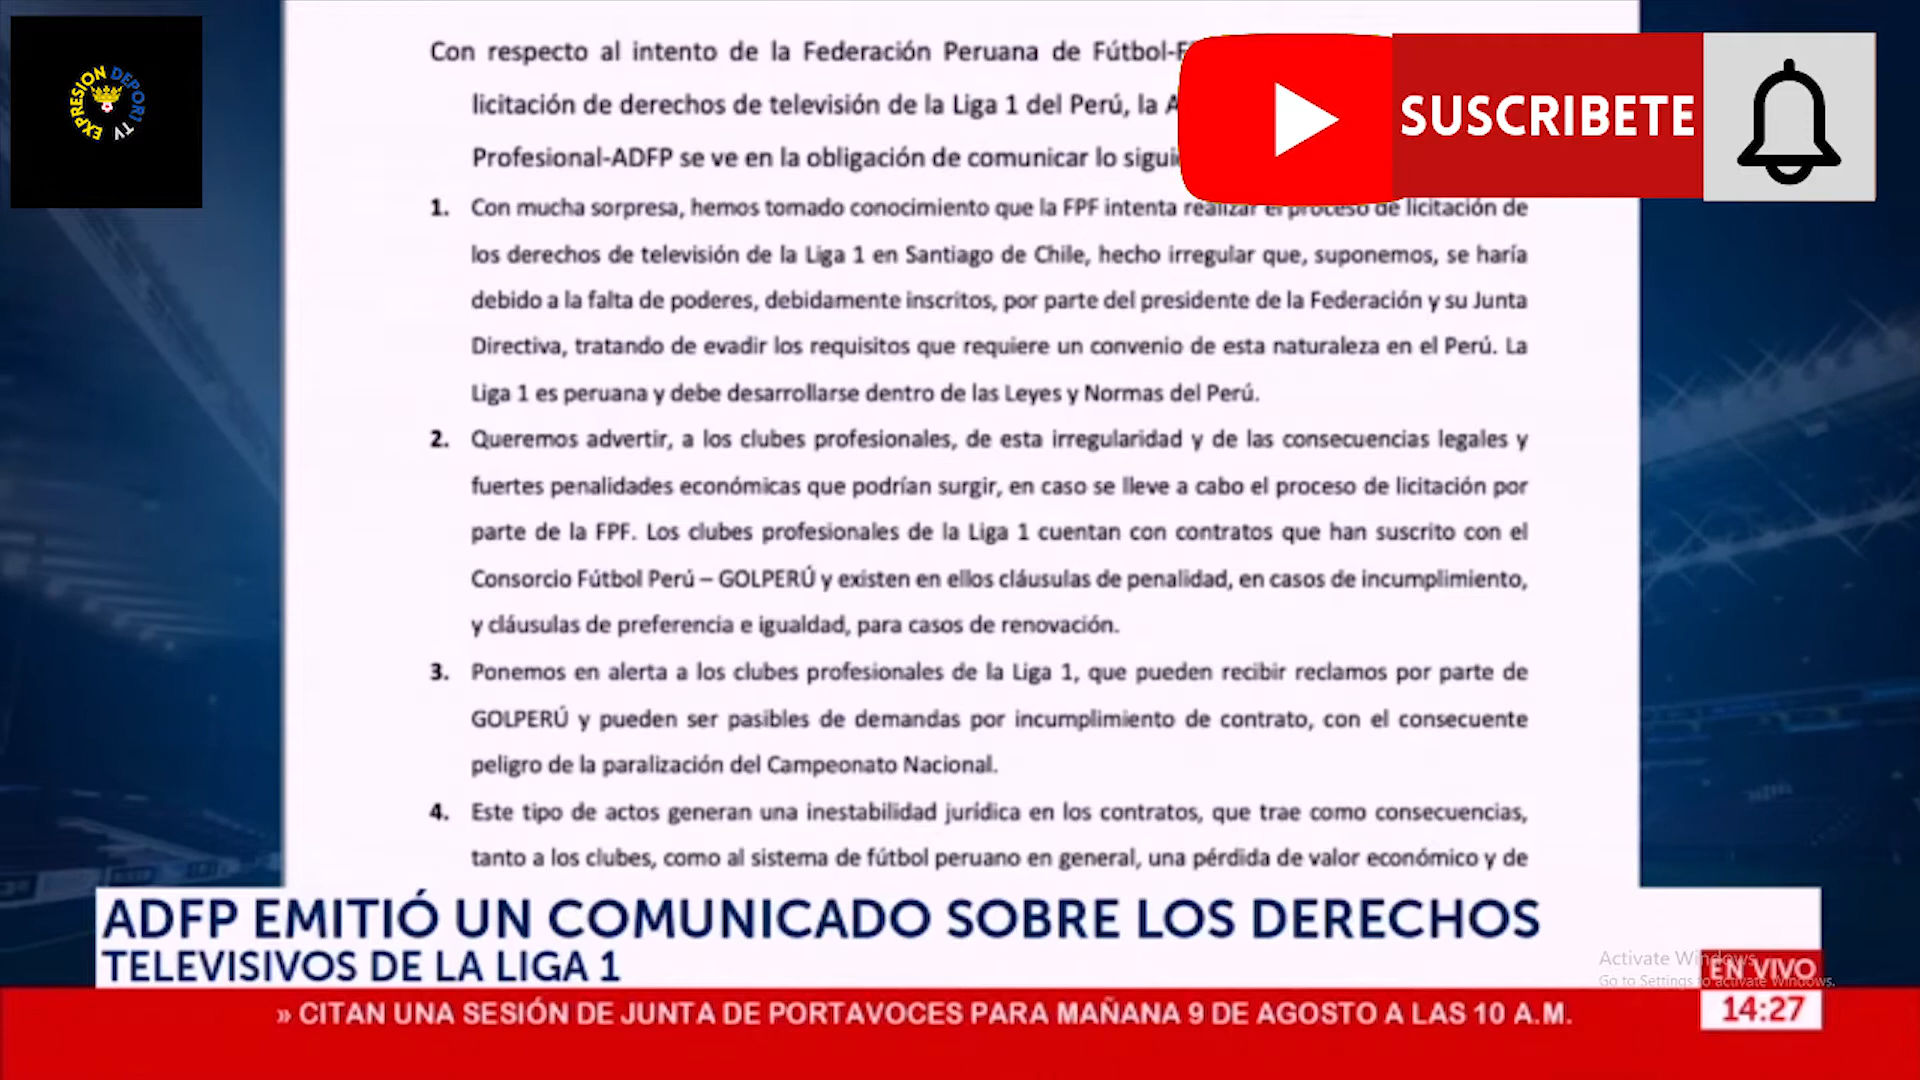 EXPRESION DEPORTIV TV
Con respecto al intento de la Federación Peruana de Fútbol-F
licitación de derechos de televisión de la Liga 1 del Perú, la A
Profesional-ADFP se ve en la obligación de comunicar lo sigui
SUSCRIBETE
1. Con mucha sorpresa, hemos tomado conocimiento que la FPF intenta realizar el proceso de licitación de
los derechos de televisión de la Liga 1 en Santiago de Chile, hecho irregular que, suponemos, se haría
debido a la falta de poderes, debidamente inscritos, por parte del presidente de la Federación y su Junta
Directiva, tratando de evadir los requisitos que requiere un convenio de esta naturaleza en el Perú. La
Liga 1 es peruana y debe desarrollarse dentro de las Leyes y Normas del Perú.
2. Queremos advertir, a los clubes profesionales, de esta irregularidad y de las consecuencias legales y
fuertes penalidades económicas que podrían surgir, en caso se lleve a cabo el proceso de licitación por
parte de la FPF. Los clubes profesionales de la Liga 1 cuentan con contratos que han suscrito con el
Consorcio Fútbol Perú – GOLPERÚ y existen en ellos cláusulas de penalidad, en casos de incumplimiento,
y cláusulas de preferencia e igualdad, para casos de renovación.
3. Ponemos en alerta a los clubes profesionales de la Liga 1, que pueden recibir reclamos por parte de
GOLPERÚ y pueden ser pasibles de demandas por incumplimiento de contrato, con el consecuente
peligro de la paralización del Campeonato Nacional.
4. Este tipo de actos generan una inestabilidad jurídica en los contratos, que trae como consecuencias,
tanto a los clubes, como al sistema de fútbol peruano en general, una pérdida de valor económico y de
ADFP EMITIÓ UN COMUNICADO SOBRE LOS DERECHOS
TELEVISIVOS DE LA LIGA 1
Activate Windows
Go to Settings to activate Windows.
EN VIVO
» CITAN UNA SESIÓN DE JUNTA DE PORTAVOCES PARA MAÑANA 9 DE AGOSTO A LAS 10 A.M.
14:27